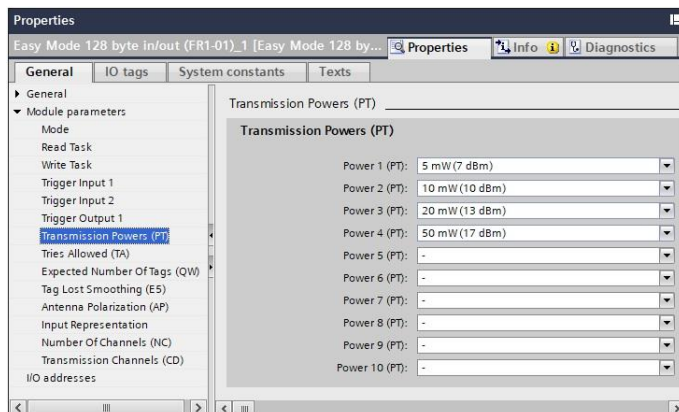 Properties
Easy Mode 128 byte in/out (FR1-01)_1 [Easy Mode 128 by...
Properties
Info
Diagnostics
General
IO tags
System constants
Texts
General
Module parameters
Mode
Read Task
Write Task
Trigger Input 1
Trigger Input 2
Trigger Output 1
Transmission Powers (PT)
Tries Allowed (TA)
Expected Number Of Tags (QW)
Tag Lost Smoothing (E5)
Antenna Polarization (AP)
Input Representation
Number Of Channels (NC)
Transmission Channels (CD)
I/O addresses
Transmission Powers (PT)
Transmission Powers (PT)
Power 1 (PT): 5 mW (7 dBm)
Power 2 (PT): 10 mW (10 dBm)
Power 3 (PT): 20 mW (13 dBm)
Power 4 (PT): 50 mW (17 dBm)
Power 5 (PT): -
Power 6 (PT): -
Power 7 (PT): -
Power 8 (PT): -
Power 9 (PT): -
Power 10 (PT): -